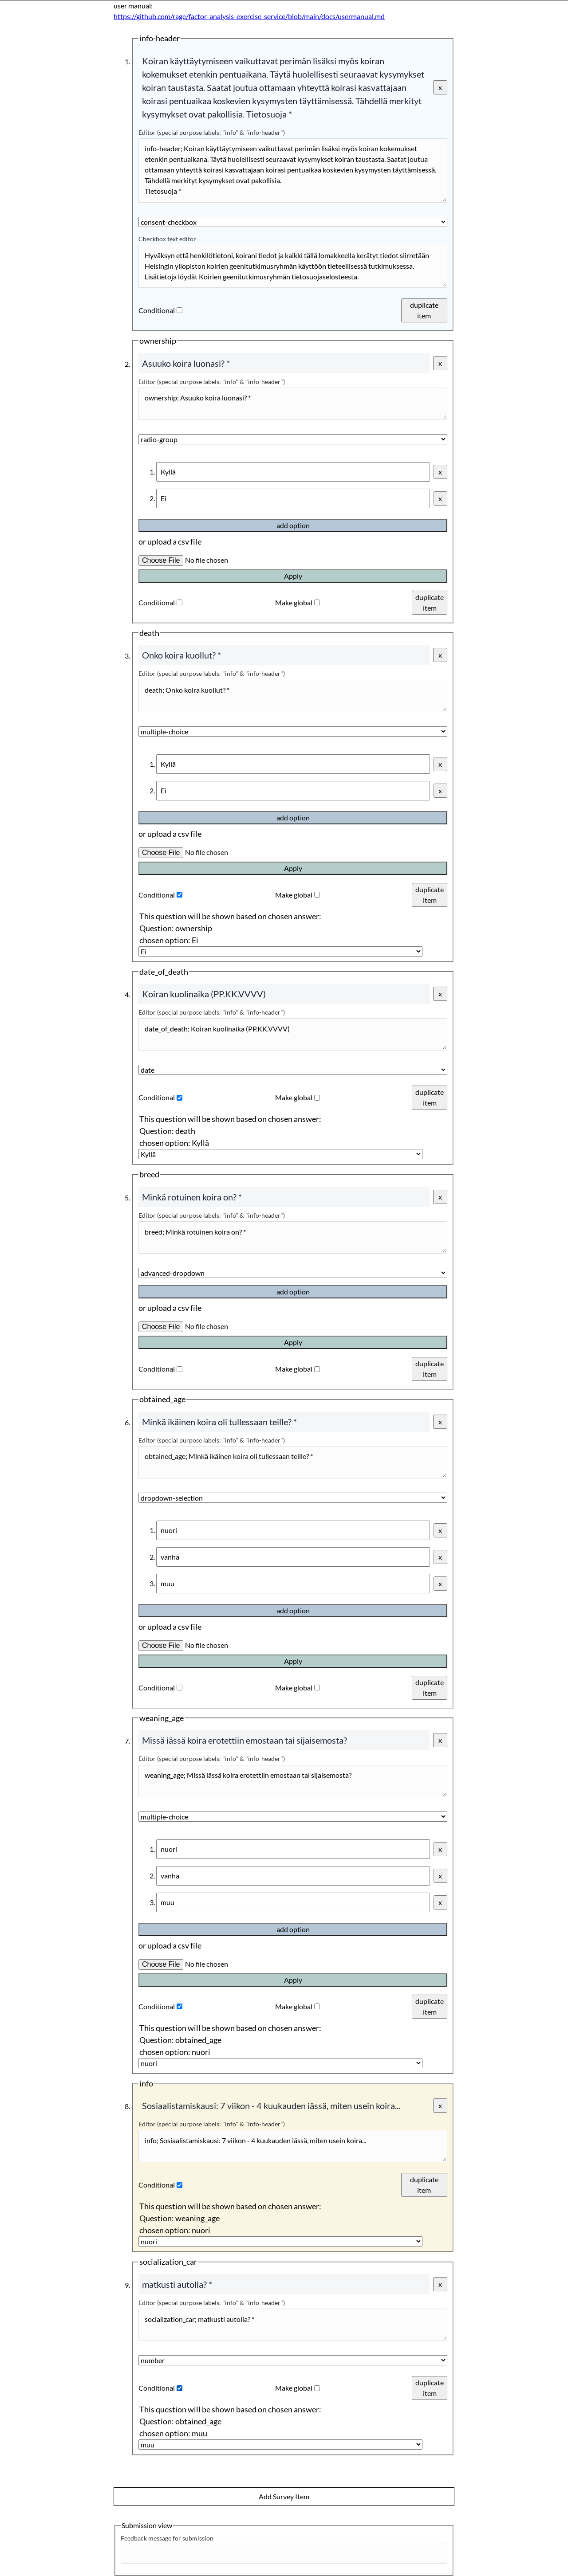 user manual:
https://github.com/rage/factor-analysis-exercise-service/blob/main/docs/usermanual.md
info-header
1.
Koiran käyttäytymiseen vaikuttavat perimän lisäksi myös koiran
kokemukset etenkin pentuaikana. Täytä huolellisesti seuraavat kysymykset
koiran taustasta. Saatat joutua ottamaan yhteyttä koirasi kasvattajaan
koirasi pentuaikaa koskevien kysymysten täyttämisessä. Tähdellä merkityt
kysymykset ovat pakollisia. Tietosuoja *
x
Editor (special purpose labels: "info" & "info-header")
info-header; Koiran käyttäytymiseen vaikuttavat perimän lisäksi myös koiran kokemukset
etenkin pentuaikana. Täytä huolellisesti seuraavat kysymykset koiran taustasta. Saatat joutua
ottamaan yhteyttä koirasi kasvattajaan koirasi pentuaikaa koskevien kysymysten täyttämisessä.
Tähdellä merkityt kysymykset ovat pakollisia.
Tietosuoja *
consent-checkbox
Checkbox text editor
Hyväksyn että henkilötietoni, koirani tiedot ja kaikki tällä lomakkeella kerätyt tiedot siirretään
Helsingin yliopiston koirien geenitutkimusryhmän käyttöön tieteellisessä tutkimuksessa.
Lisätietoja löydät Koirien geenitutkimusryhmän tietosuojaselosteesta.
Conditional
duplicate
item
ownership
2.
Asuuko koira luonasi? *
x
Editor (special purpose labels: "info" & "info-header")
ownership; Asuuko koira luonasi? *
radio-group
1. Kyllä x
2. Ei x
add option
or upload a csv file
Choose File No file chosen
Apply
Conditional Make global duplicate
item
death
3.
Onko koira kuollut? *
x
Editor (special purpose labels: "info" & "info-header")
death; Onko koira kuollut? *
multiple-choice
1. Kyllä x
2. Ei x
add option
or upload a csv file
Choose File No file chosen
Apply
Conditional Make global duplicate
item
This question will be shown based on chosen answer:
Question: ownership
chosen option: Ei
Ei
date_of_death
4.
Koiran kuolinaika (PP.KK.VVVV)
x
Editor (special purpose labels: "info" & "info-header")
date_of_death; Koiran kuolinaika (PP.KK.VVVV)
date
Conditional Make global duplicate
item
This question will be shown based on chosen answer:
Question: death
chosen option: Kyllä
Kyllä
breed
5.
Minkä rotuinen koira on? *
x
Editor (special purpose labels: "info" & "info-header")
breed; Minkä rotuinen koira on? *
advanced-dropdown
add option
or upload a csv file
Choose File No file chosen
Apply
Conditional Make global duplicate
item
obtained_age
6.
Minkä ikäinen koira oli tullessaan teille? *
x
Editor (special purpose labels: "info" & "info-header")
obtained_age; Minkä ikäinen koira oli tullessaan teille? *
dropdown-selection
1. nuori x
2. vanha x
3. muu x
add option
or upload a csv file
Choose File No file chosen
Apply
Conditional Make global duplicate
item
weaning_age
7.
Missä iässä koira erotettiin emostaan tai sijaisemosta?
x
Editor (special purpose labels: "info" & "info-header")
weaning_age; Missä iässä koira erotettiin emostaan tai sijaisemosta?
multiple-choice
1. nuori x
2. vanha x
3. muu x
add option
or upload a csv file
Choose File No file chosen
Apply
Conditional Make global duplicate
item
This question will be shown based on chosen answer:
Question: obtained_age
chosen option: nuori
nuori
info
8.
Sosiaalistamiskausi: 7 viikon - 4 kuukauden iässä, miten usein koira...
x
Editor (special purpose labels: "info" & "info-header")
info; Sosiaalistamiskausi: 7 viikon - 4 kuukauden iässä, miten usein koira...
Conditional duplicate
item
This question will be shown based on chosen answer:
Question: weaning_age
chosen option: nuori
nuori
socialization_car
9.
matkusti autolla? *
x
Editor (special purpose labels: "info" & "info-header")
socialization_car; matkusti autolla? *
number
Conditional Make global duplicate
item
This question will be shown based on chosen answer:
Question: obtained_age
chosen option: muu
muu
Add Survey Item
Submission view
Feedback message for submission